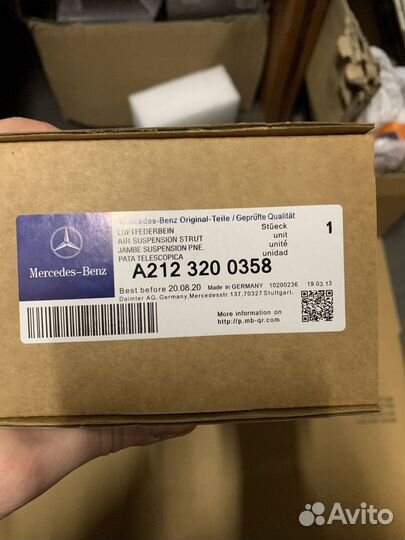 Mercedes-Benz Original-Teile / Geprüfte Qualität
LUFTFEDERBEIN Stüeck 1
AIR SUSPENSION STRUT unit
JAMBE SUSPENSION PNE. unité
PATA TELESCOPICA unidad
Mercedes-Benz
A212 320 0358
Best before 20.08.20 Made in GERMANY 10200236 19.03.13
Daimler AG, Germany,Mercedesstr.137,70327 Stuttgart.
More information on
http://p.mb-qr.com
Avito